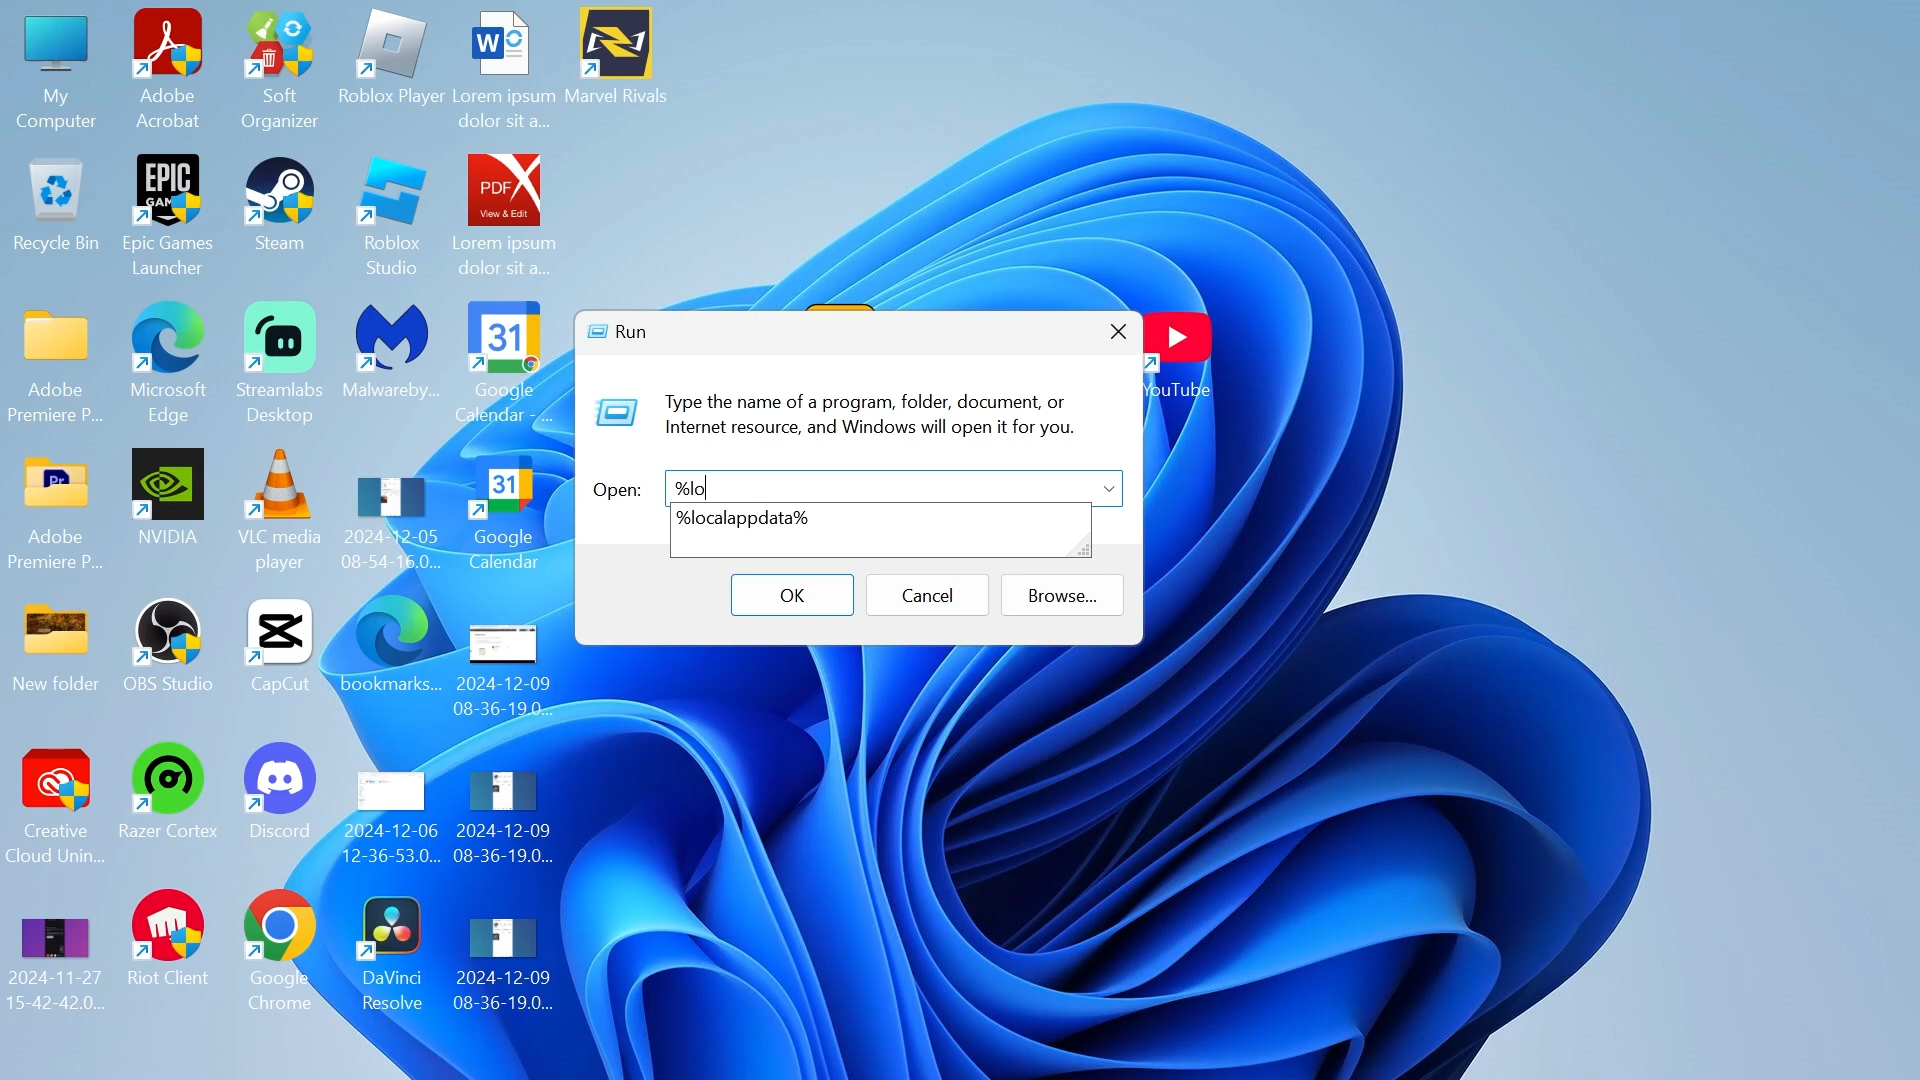 My
Computer
Adobe
Acrobat
Soft
Organizer
Roblox Player
W
Lorem ipsum
dolor sit a...
Marvel Rivals
Recycle Bin
EPIC
Epic Games
Launcher
Steam
Roblox
Studio
PDF
View & Edit
Lorem ipsum
dolor sit a...
Adobe
Premiere P...
Microsoft
Edge
Streamlabs
Desktop
Malwareby...
31
Google
Calendar - ...
YouTube
Run
Type the name of a program, folder, document, or
Internet resource, and Windows will open it for you.
Open:
%lo
%localappdata%
OK
Cancel
Browse...
Pr
Adobe
Premiere P...
NVIDIA
VLC media
player
2024-12-05
08-54-16.0...
31
Google
Calendar
New folder
OBS Studio
CapCut
bookmarks...
2024-12-09
08-36-19.0...
Creative
Cloud Unin...
Razer Cortex
Discord
2024-12-06
12-36-53.0...
2024-12-09
08-36-19.0...
2024-11-27
15-42-42.0...
Riot Client
Google
Chrome
DaVinci
Resolve
2024-12-09
08-36-19.0...